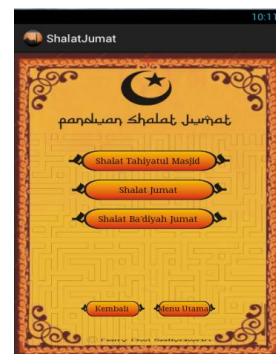 10:11
ShalatJumat
panduan shalat jumat
Shalat Tahiyatul Masjid
Shalat Jumat
Shalat Ba'diyah Jumat
Kembali
Menu Utama